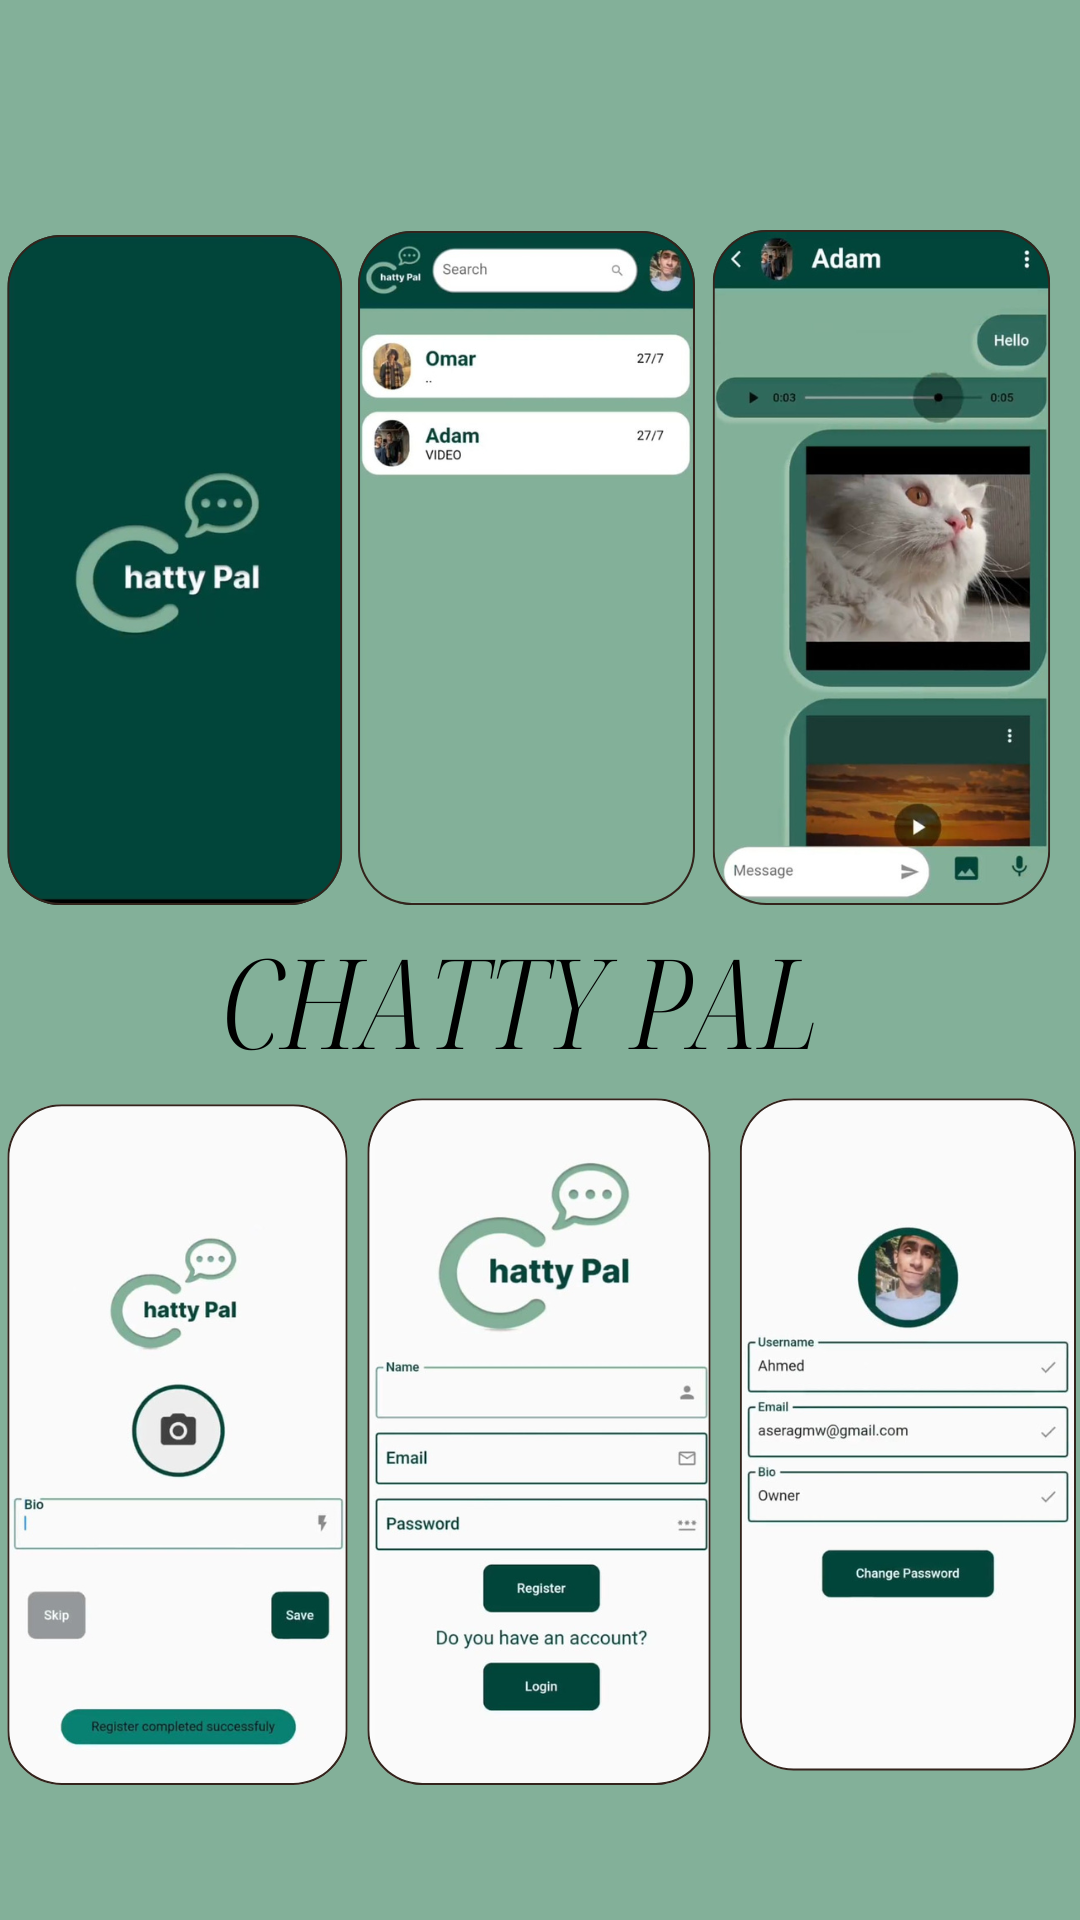 hatty Pal
hatty Pal
Search
Omar
27/7
..
Adam
27/7
VIDEO
Adam
Hello
0:03
0:05
Message
CHATTY PAL
hatty Pal
Bio
Skip
Save
Register completed successfuly
hatty Pal
Name
Email
Password
Register
Do you have an account?
Login
Username
Ahmed
Email
aseragmw@gmail.com
Bio
Owner
Change Password